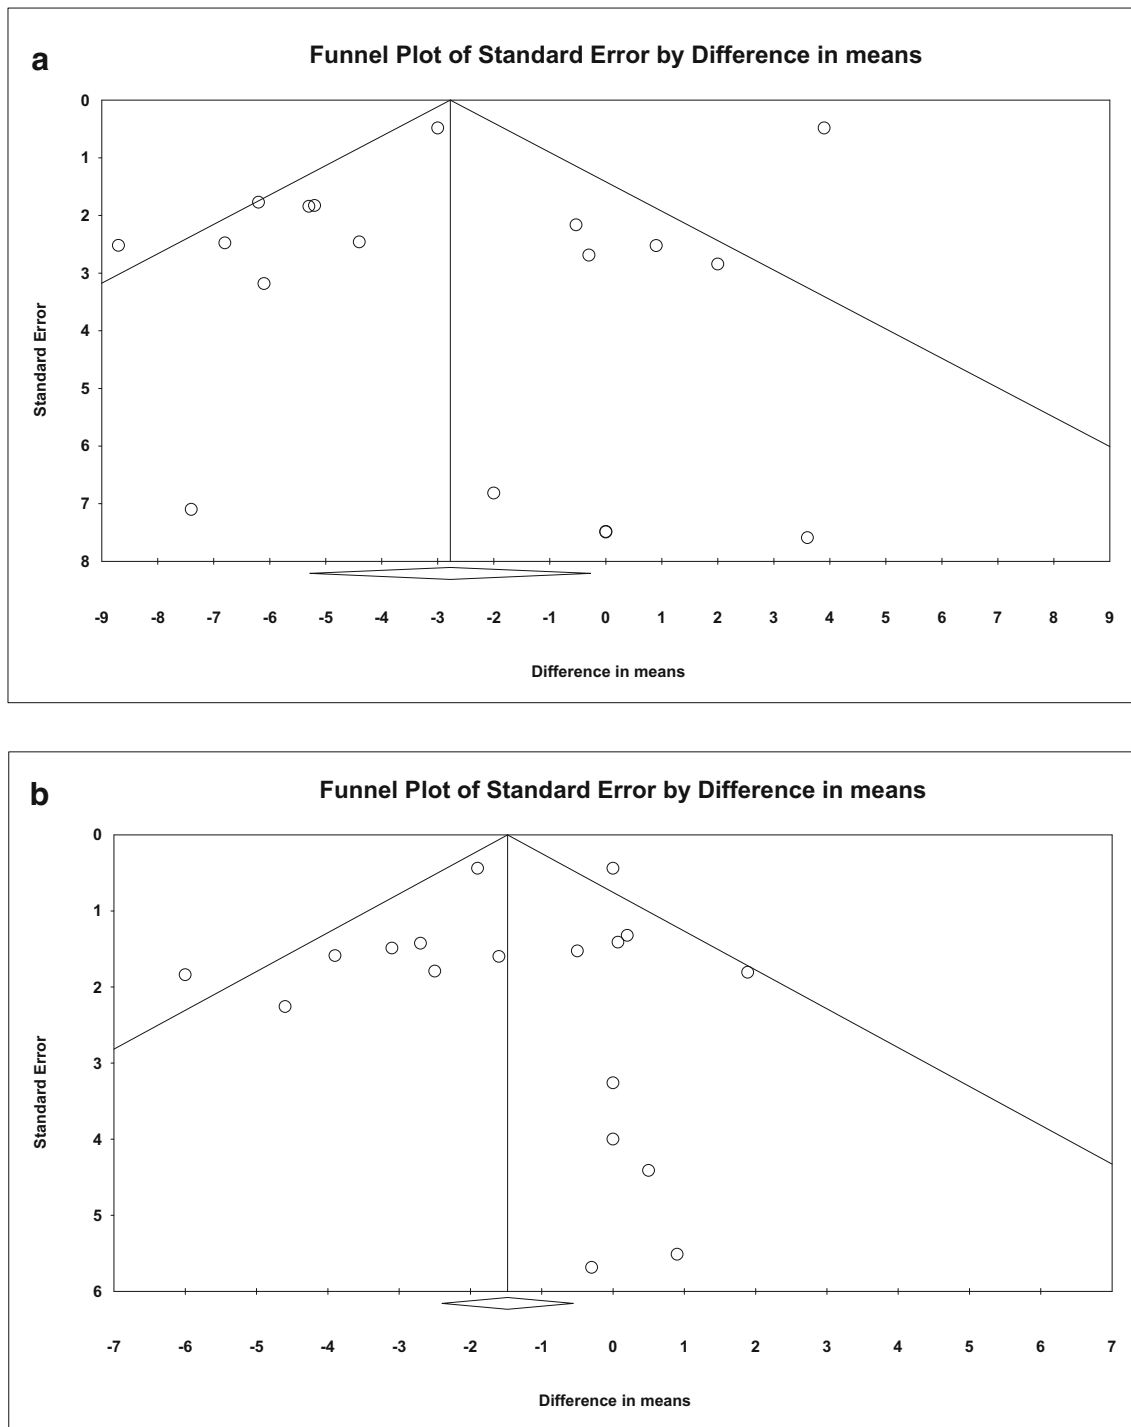 a
Funnel Plot of Standard Error by Difference in means
0
1
2
3
4
5
6
7
8
Standard Error
-9 -8 -7 -6 -5 -4 -3 -2 -1 0 1 2 3 4 5 6 7 8 9
Difference in means
b
Funnel Plot of Standard Error by Difference in means
0
1
2
3
4
5
6
Standard Error
-7 -6 -5 -4 -3 -2 -1 0 1 2 3 4 5 6 7
Difference in means